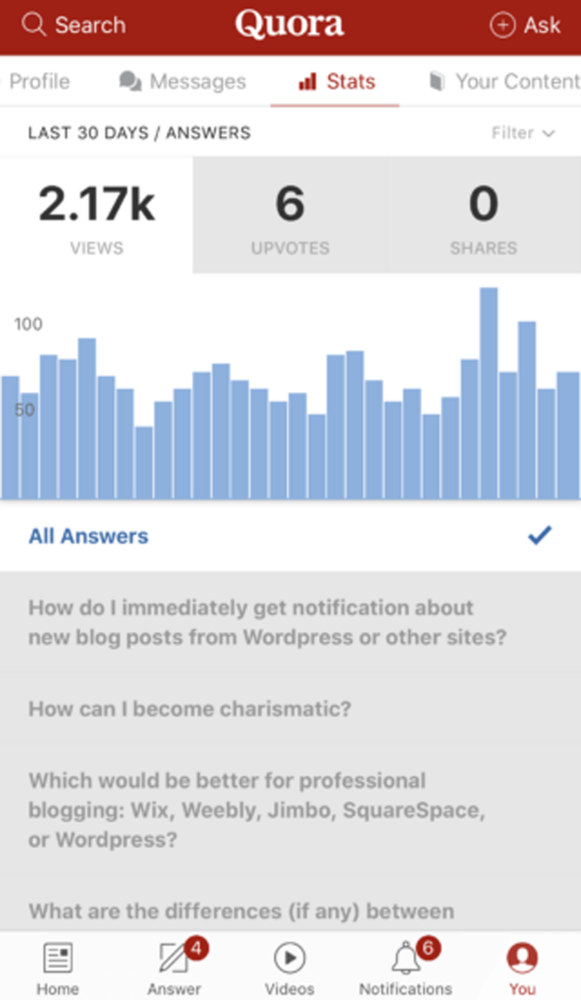 Search
Quora
Ask
Profile
Messages
Stats
Your Content
LAST 30 DAYS / ANSWERS
Filter
2.17k
6
0
VIEWS
UPVOTES
SHARES
100
50
All Answers
How do I immediately get notification about
new blog posts from Wordpress or other sites?
How can I become charismatic?
Which would be better for professional
blogging: Wix, Weebly, Jimbo, SquareSpace,
or Wordpress?
What are the differences (if any) between
4
6
Home
Answer
Videos
Notifications
You